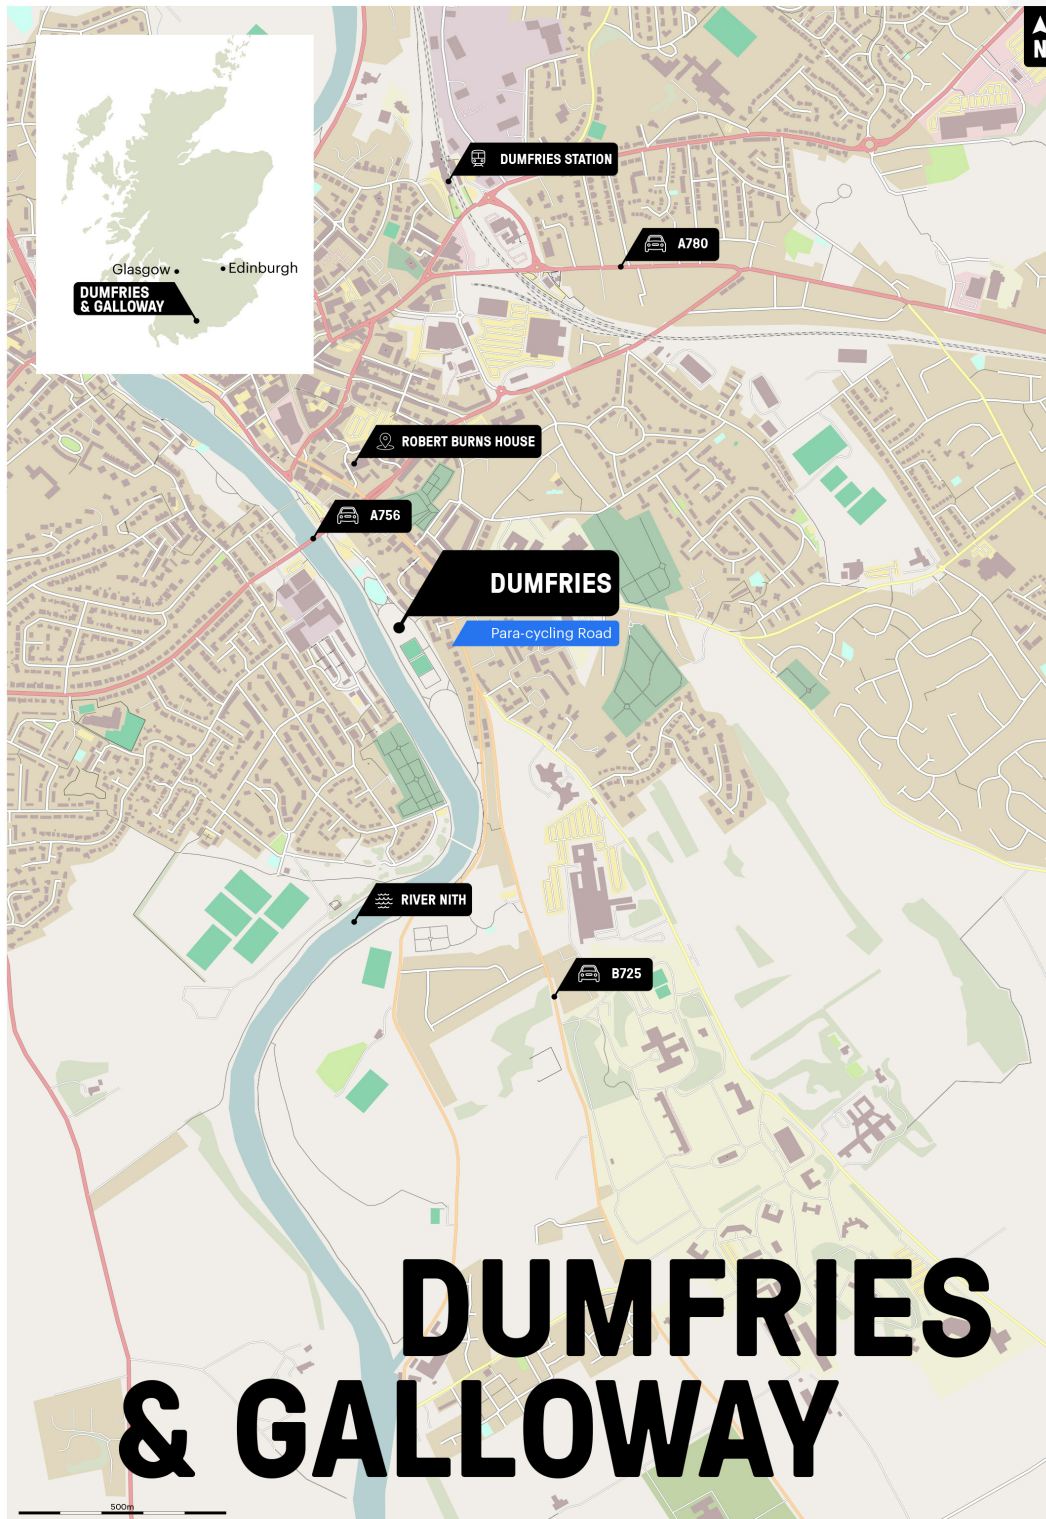 N
DUMFRIES STATION
A780
Glasgow
Edinburgh
DUMFRIES
& GALLOWAY
ROBERT BURNS HOUSE
A756
DUMFRIES
Para-cycling Road
RIVER NITH
B725
DUMFRIES
& GALLOWAY
500m